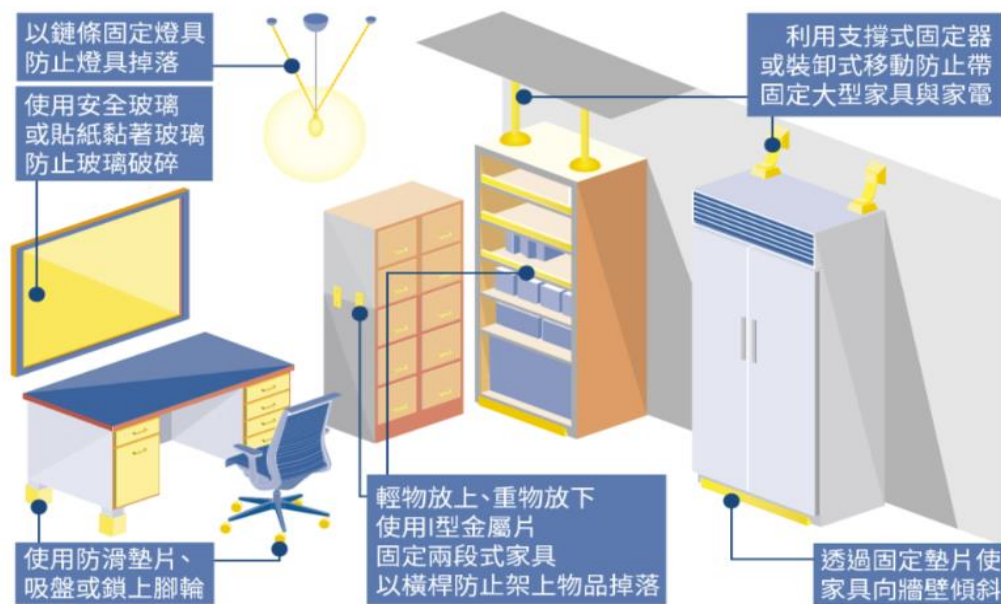 以鏈條固定燈具
防止燈具掉落
使用安全玻璃
或貼紙黏著玻璃
防止玻璃破碎
利用支撐式固定器
或裝卸式移動防止帶
固定大型家具與家電
使用防滑墊片、
吸盤或鎖上腳輪
輕物放上、重物放下
使用I型金屬片
固定兩段式家具
以橫桿防止架上物品掉落
透過固定墊片使
家具向牆壁傾斜